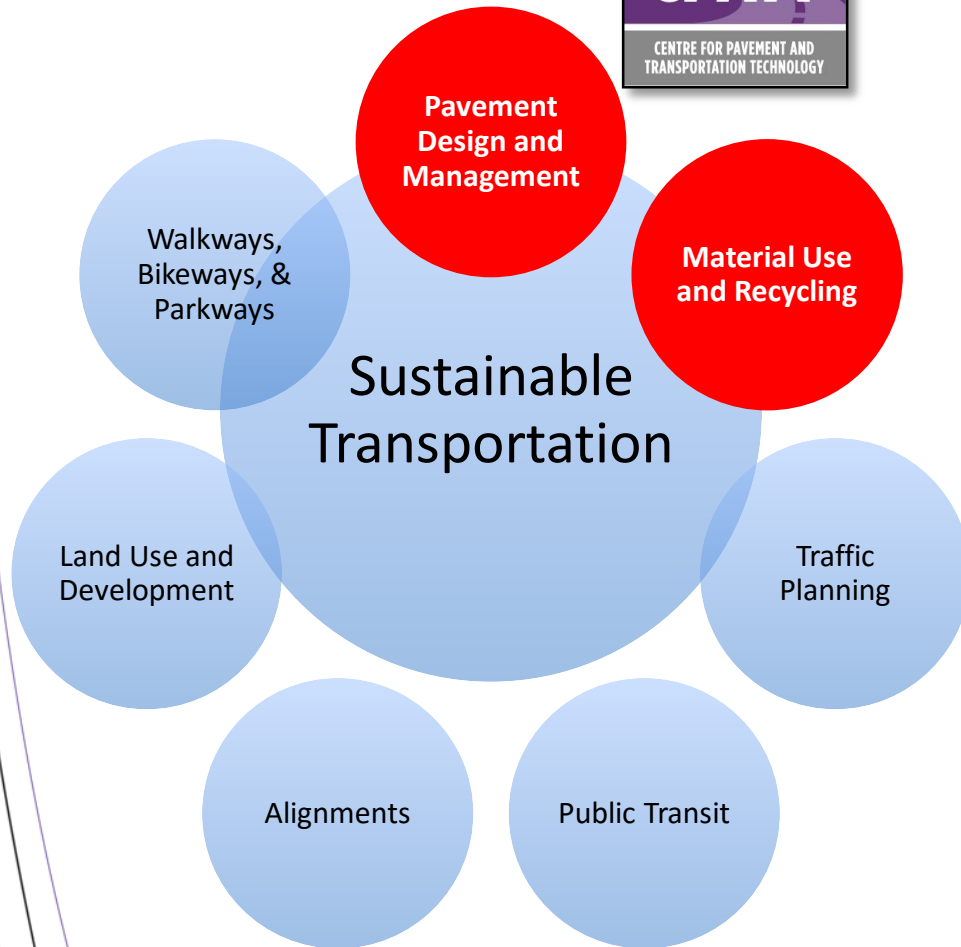 CENTRE FOR PAVEMENT AND
TRANSPORTATION TECHNOLOGY
Pavement
Design and
Management
Walkways,
Bikeways, &
Parkways
Material Use
and Recycling
Sustainable
Transportation
Land Use and
Development
Traffic
Planning
Alignments
Public Transit